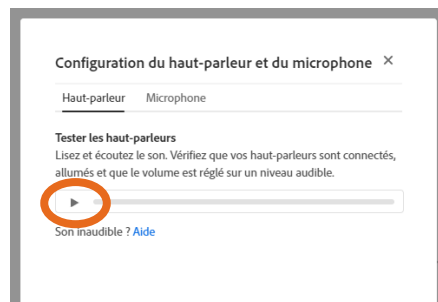 Configuration du haut-parleur et du microphone
Haut-parleur Microphone
Tester les haut-parleurs
Lisez et écoutez le son. Vérifiez que vos haut-parleurs sont connectés,
allumés et que le volume est réglé sur un niveau audible.
Son inaudible ? Aide